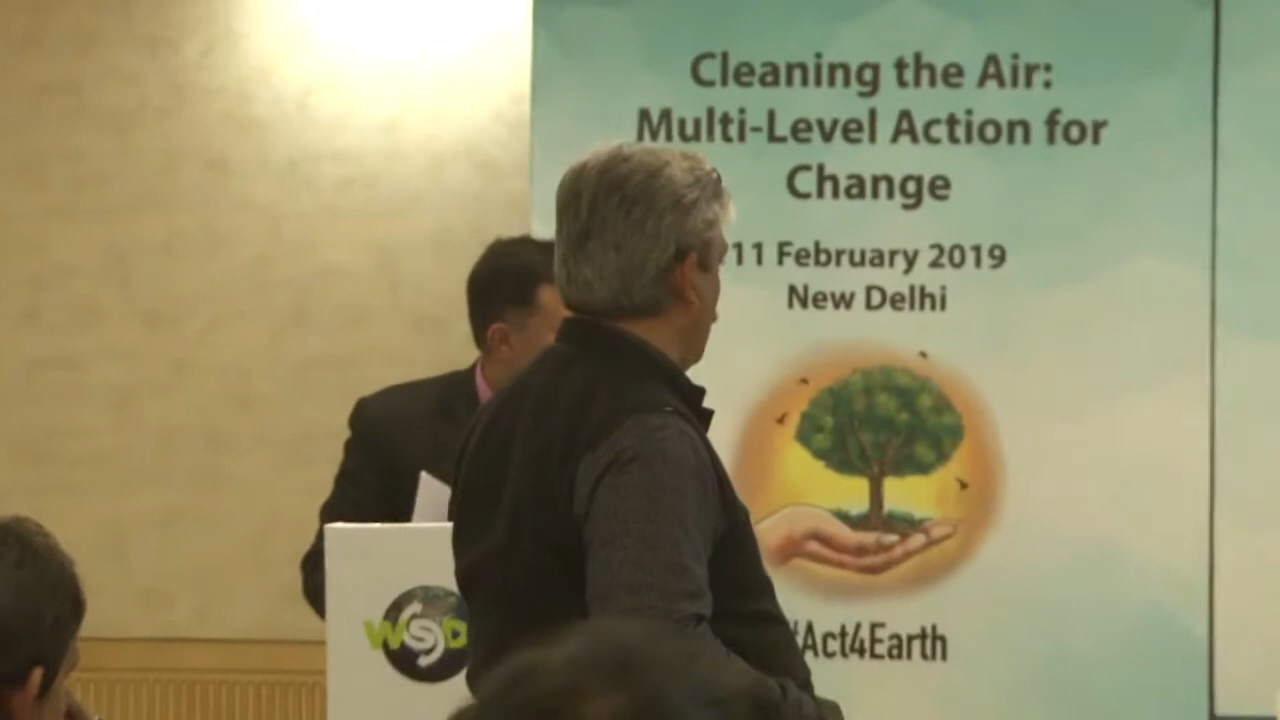 Cleaning the Air:
Multi-Level Action for
Change
11 February 2019
New Delhi
Act4Earth